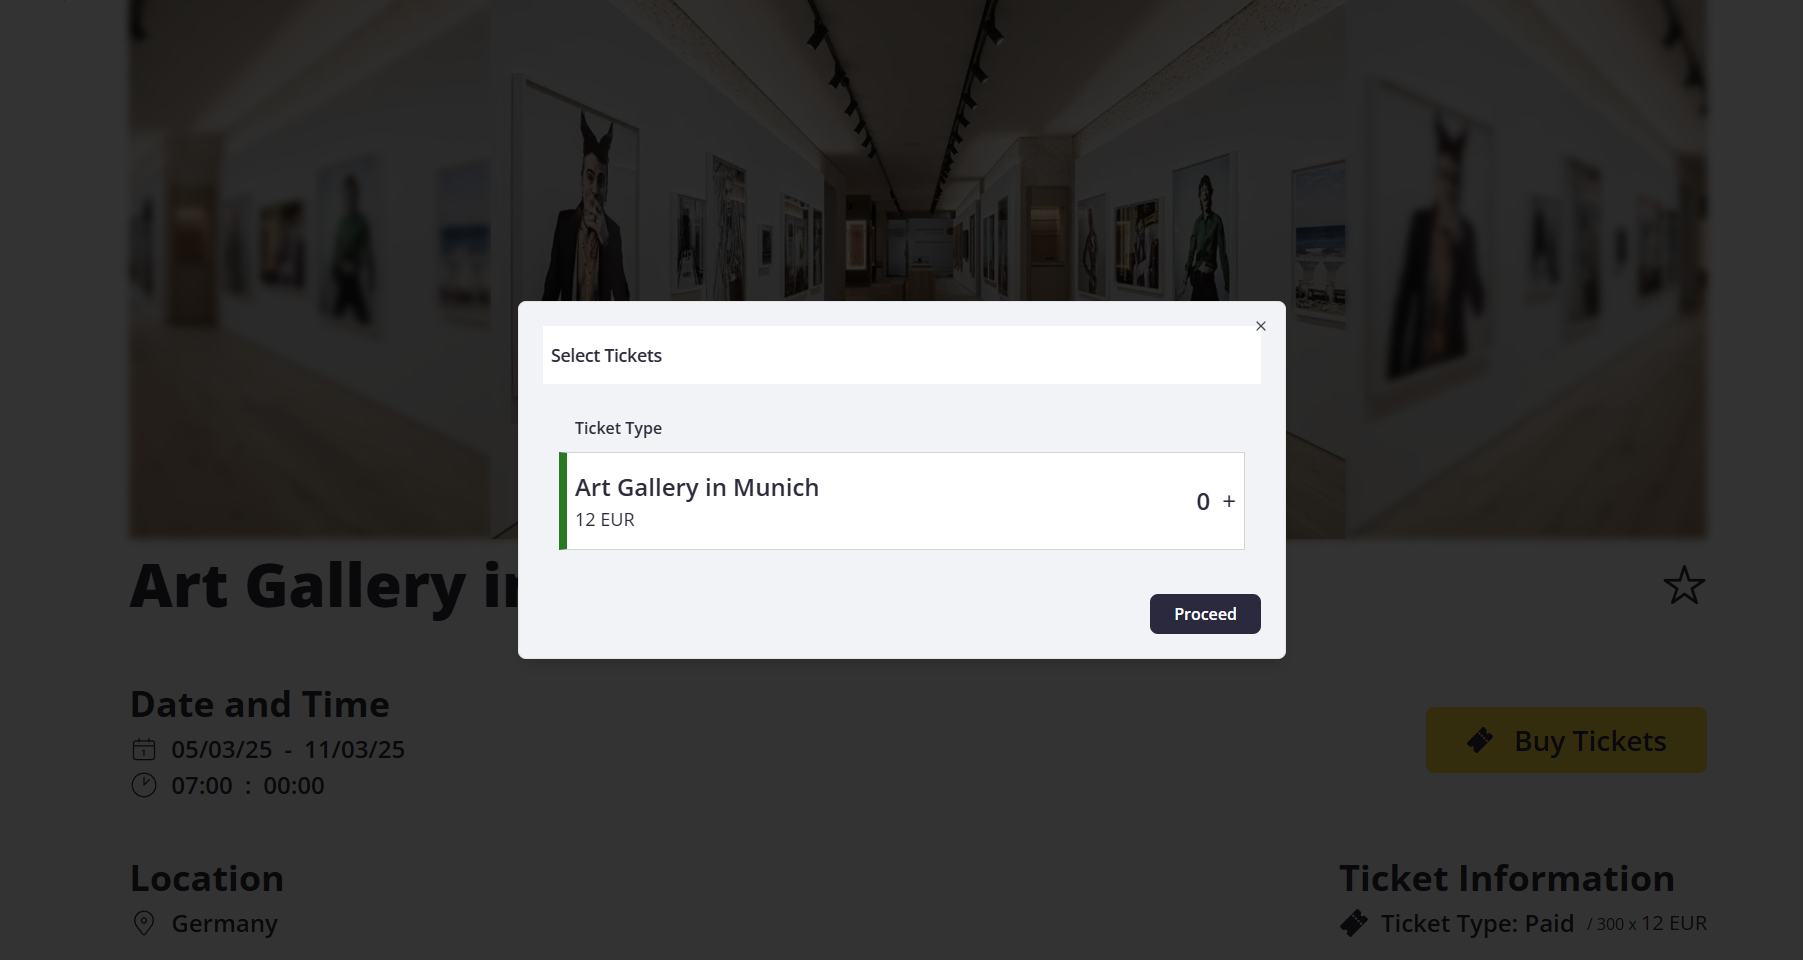 ×
Select Tickets
Ticket Type
Art Gallery in Munich
12 EUR
0 +
Proceed
Art Gallery i
Date and Time
1
05/03/25 - 11/03/25
07:00 : 00:00
Buy Tickets
Location
Germany
Ticket Information
Ticket Type: Paid / 300 x 12 EUR